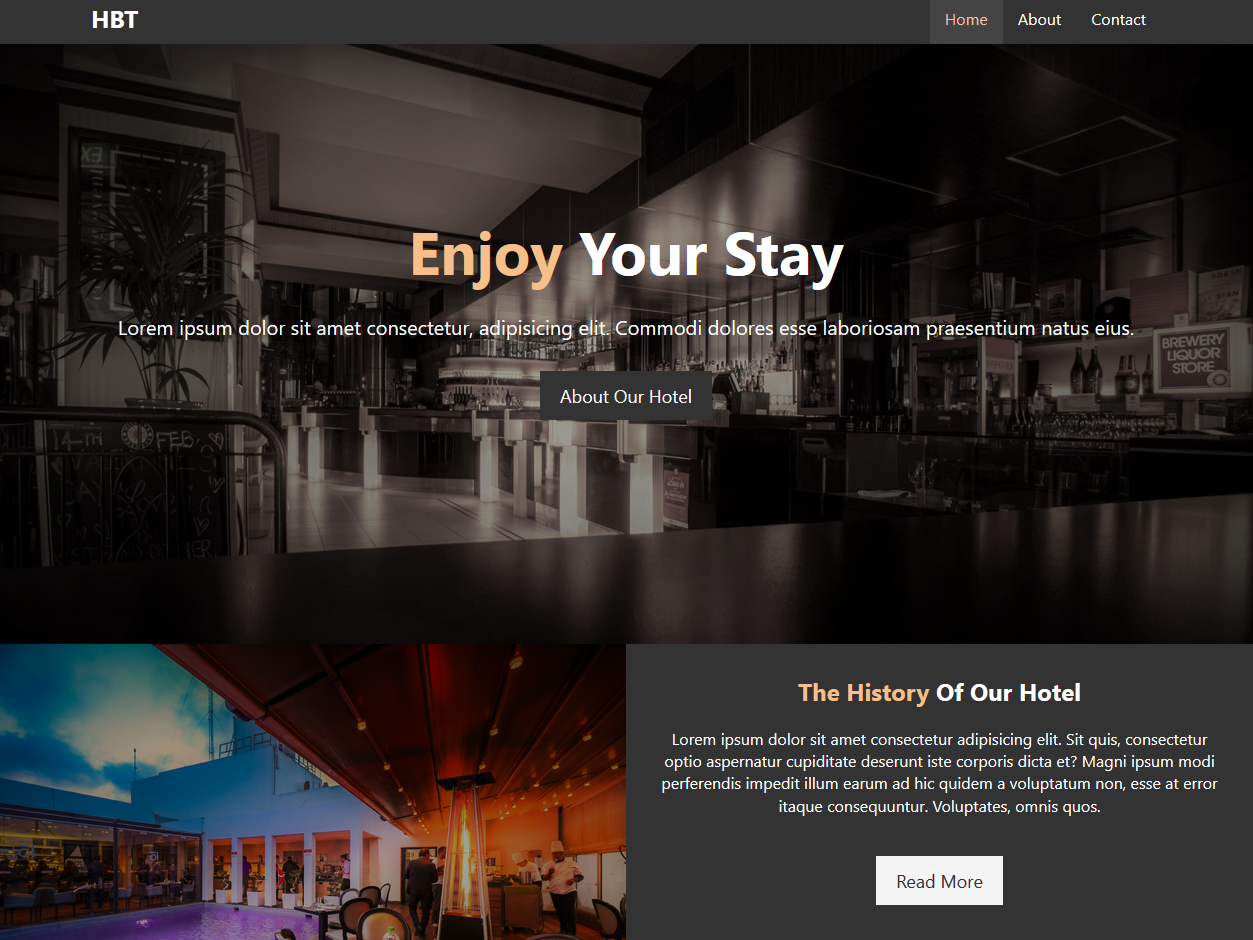 HBT
Home About Contact
EX
Enjoy Your Stay
Lorem ipsum dolor sit amet consectetur, adipisicing elit. Commodi dolores esse laboriosam praesentium natus eius.
BREWERY
LIQUOR
STORE
About Our Hotel
14TH FEB.
The History Of Our Hotel
Lorem ipsum dolor sit amet consectetur adipisicing elit. Sit quis, consectetur
optio aspernatur cupiditate deserunt iste corporis dicta et? Magni ipsum modi
perferendis impedit illum earum ad hic quidem a voluptatum non, esse at error
itaque consequuntur. Voluptates, omnis quos.
Read More